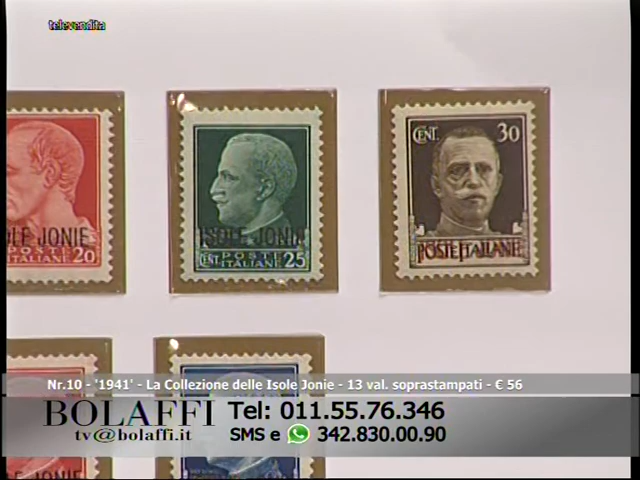 televendita
ISOLE JONIE
POSTE
ITALIANE 20
ISOLE JONIE
POSTE
CENT ITALIANE 25
CENT. 30
POSTE ITALIANE
Nr.10 - '1941' - La Collezione delle Isole Jonie - 13 val. soprastampati - € 56
BOLAFFI
tv@bolaffi.it
Tel: 011.55.76.346
SMS e 342.830.00.90